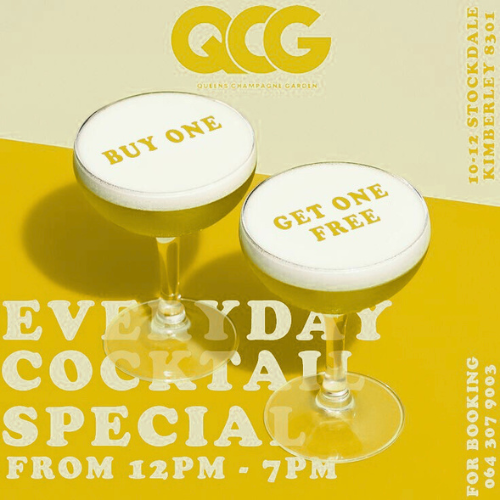 QCG
QUEENS CHAMPAGNE GARDEN
10-12 STOCKDALE
KIMBERLEY 8301
BUY ONE
GET ONE
FREE
EVERYDAY
COCKTAIL
SPECIAL
FROM 12PM - 7PM
FOR BOOKING
064 307 9003